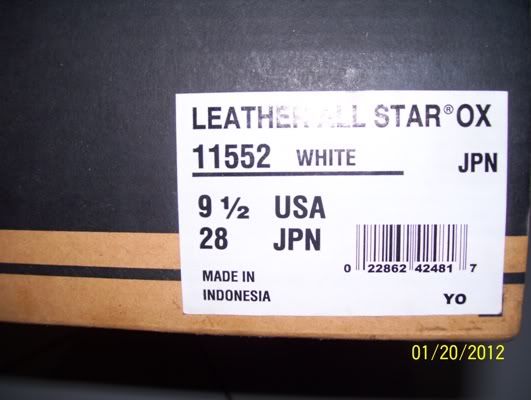 LEATHER ALL STAR® OX
11552 WHITE JPN
9 ½ USA
28 JPN
MADE IN
INDONESIA
0 22862 42481 7
YO
01/20/2012